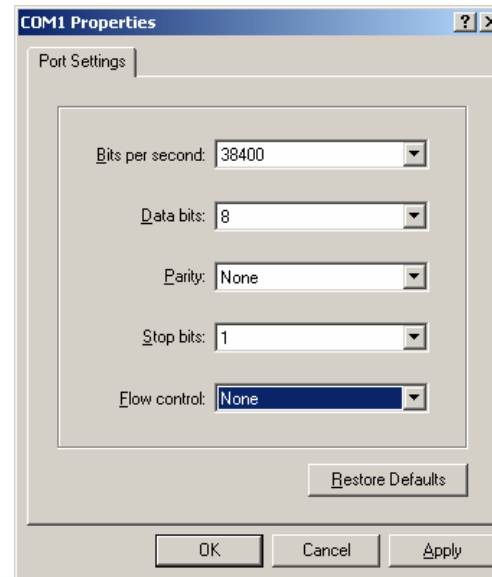 COM1 Properties
Port Settings
Bits per second: 38400
Data bits: 8
Parity: None
Stop bits: 1
Flow control: None
Restore Defaults
OK Cancel Apply